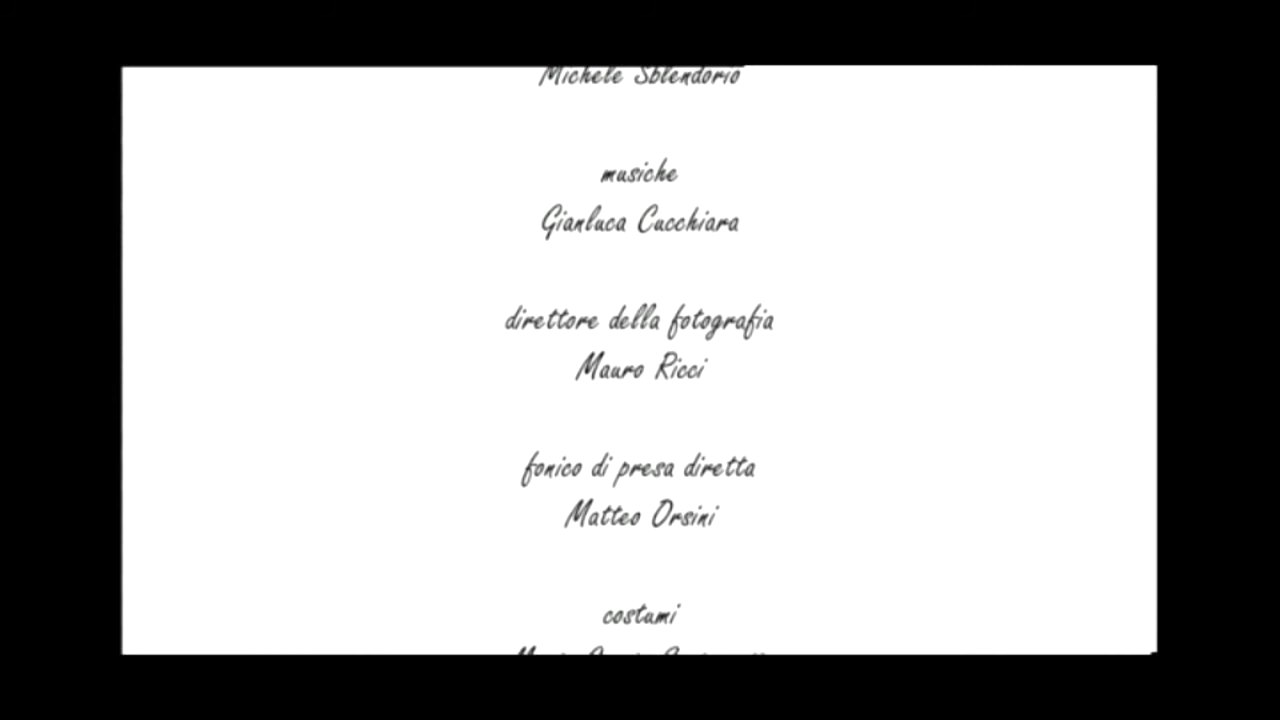 Michele Sblendorio
musiche
Gianluca Cucchiara
direttore della fotografia
Mauro Ricci
fonico di presa diretta
Matteo Orsini
costumi